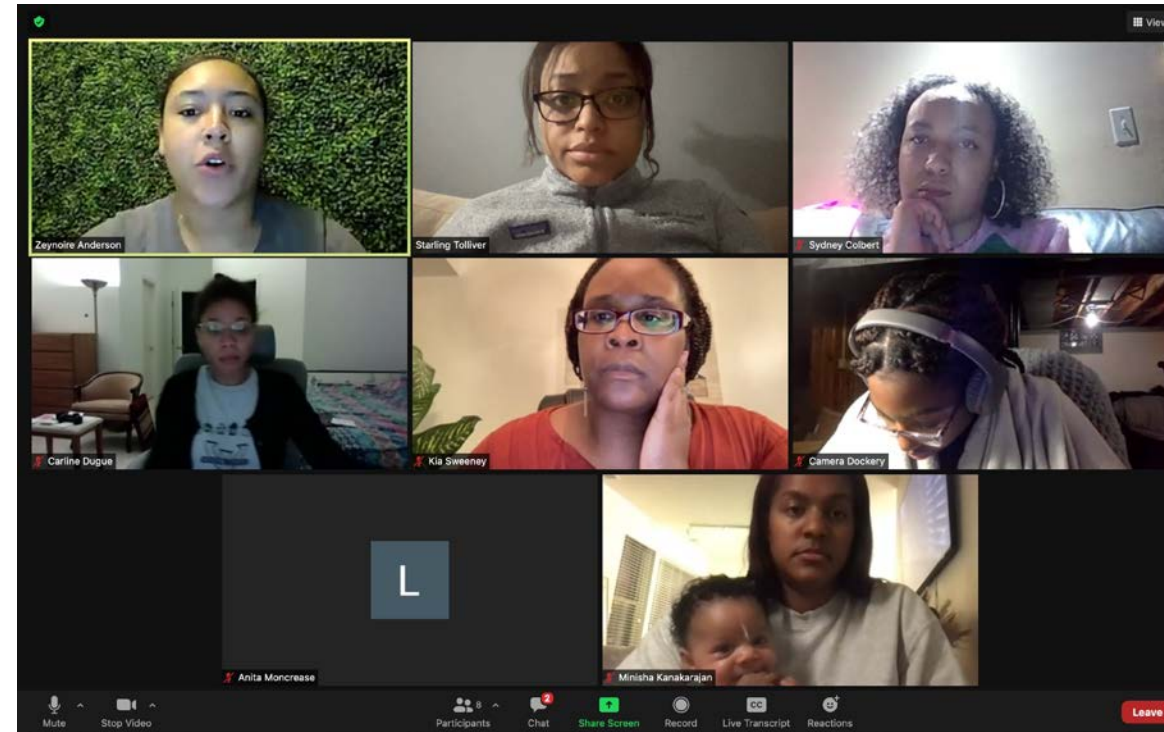 View
Zeynoire Anderson
Starling Tolliver
Sydney Colbert
Carline Dugue
Kia Sweeney
Camera Dockery
L
Anita Moncrease
Minisha Kanakarajan
8
2
CC
Mute
Stop Video
Participants
Chat
Share Screen
Record
Live Transcript
Reactions
Leave